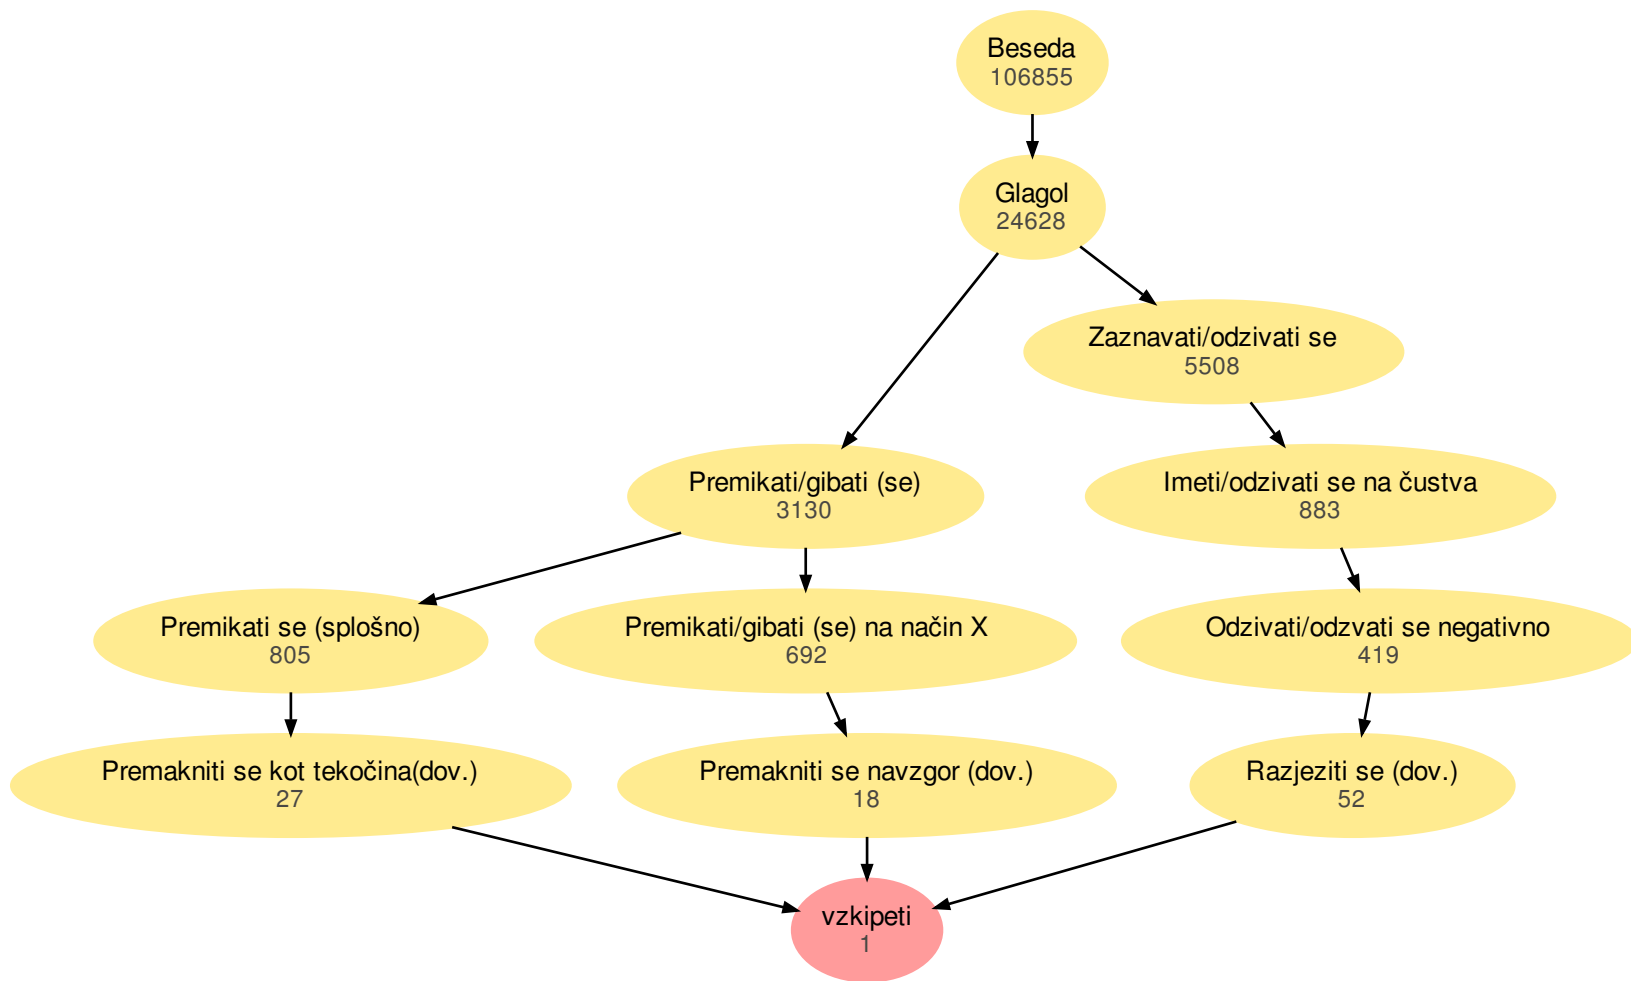 Beseda
106855
Glagol
24628
Zaznavati/odzivati se
5508
Premikati/gibati (se)
3130
Imeti/odzivati se na čustva
883
Premikati se (splošno)
805
Premikati/gibati (se) na način X
692
Odzivati/odzvati se negativno
419
Premakniti se kot tekočina(dov.)
27
Premakniti se navzgor (dov.)
18
Razjeziti se (dov.)
52
vzkipeti
1